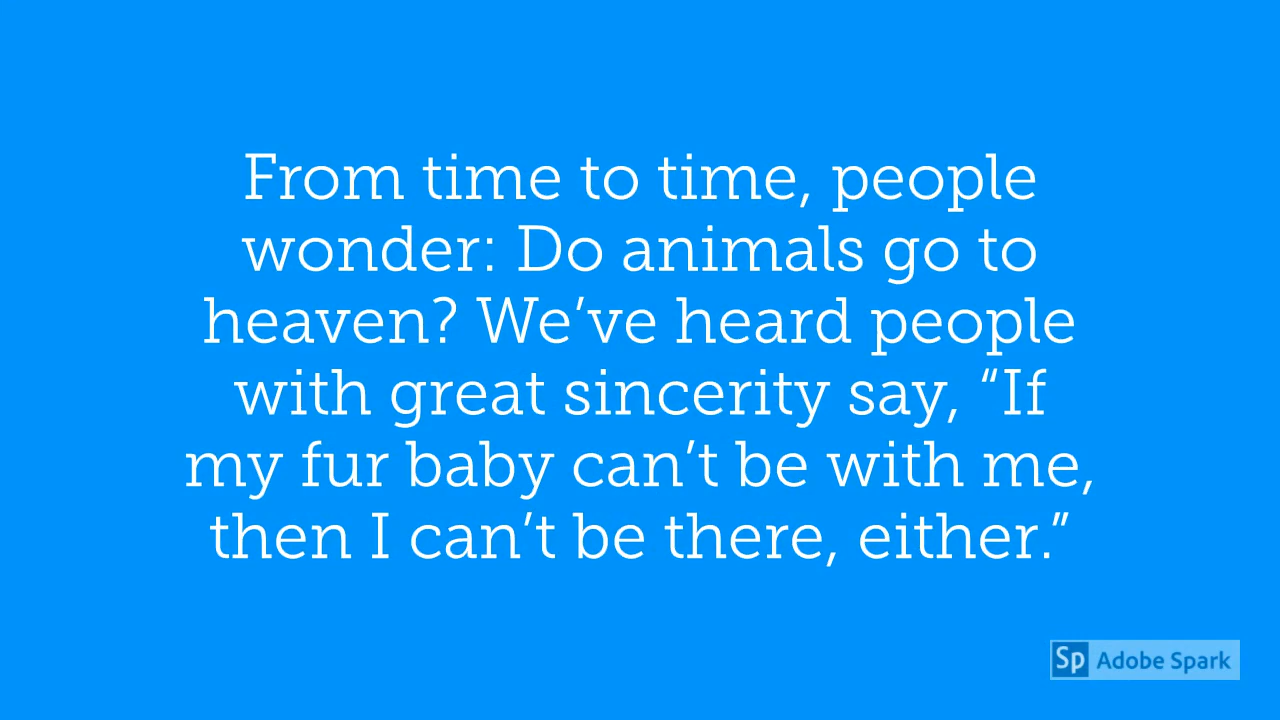 From time to time, people
wonder: Do animals go to
heaven? We’ve heard people
with great sincerity say, “If
my fur baby can’t be with me,
then I can’t be there, either.”
Sp Adobe Spark